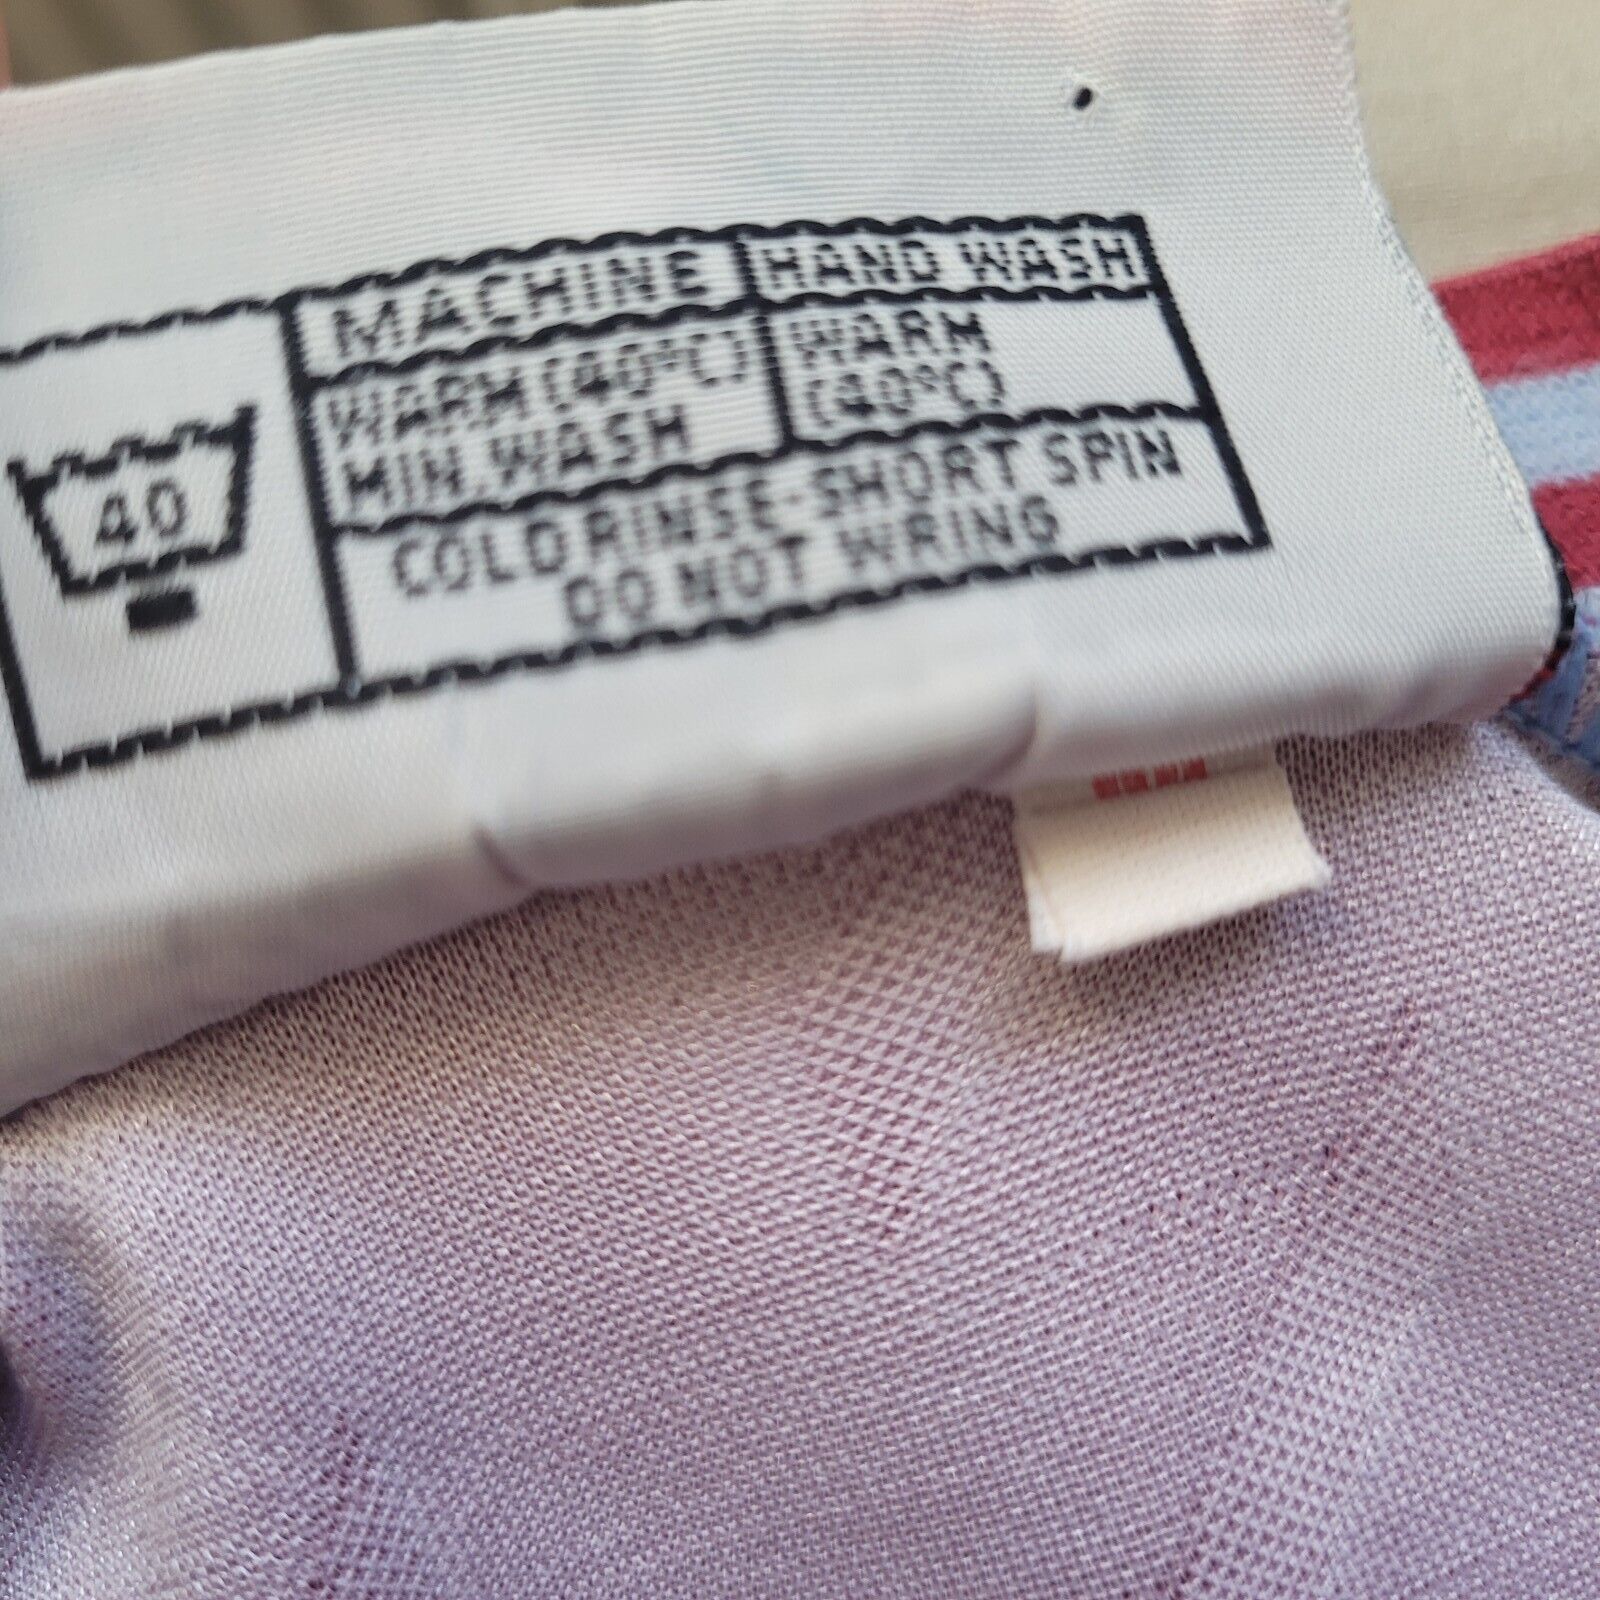 MACHINE
HAND WASH
40
WARM (40°C)
MIN. WASH
WARM
(40°C)
COLD RINSE-SHORT SPIN
DO NOT WRING